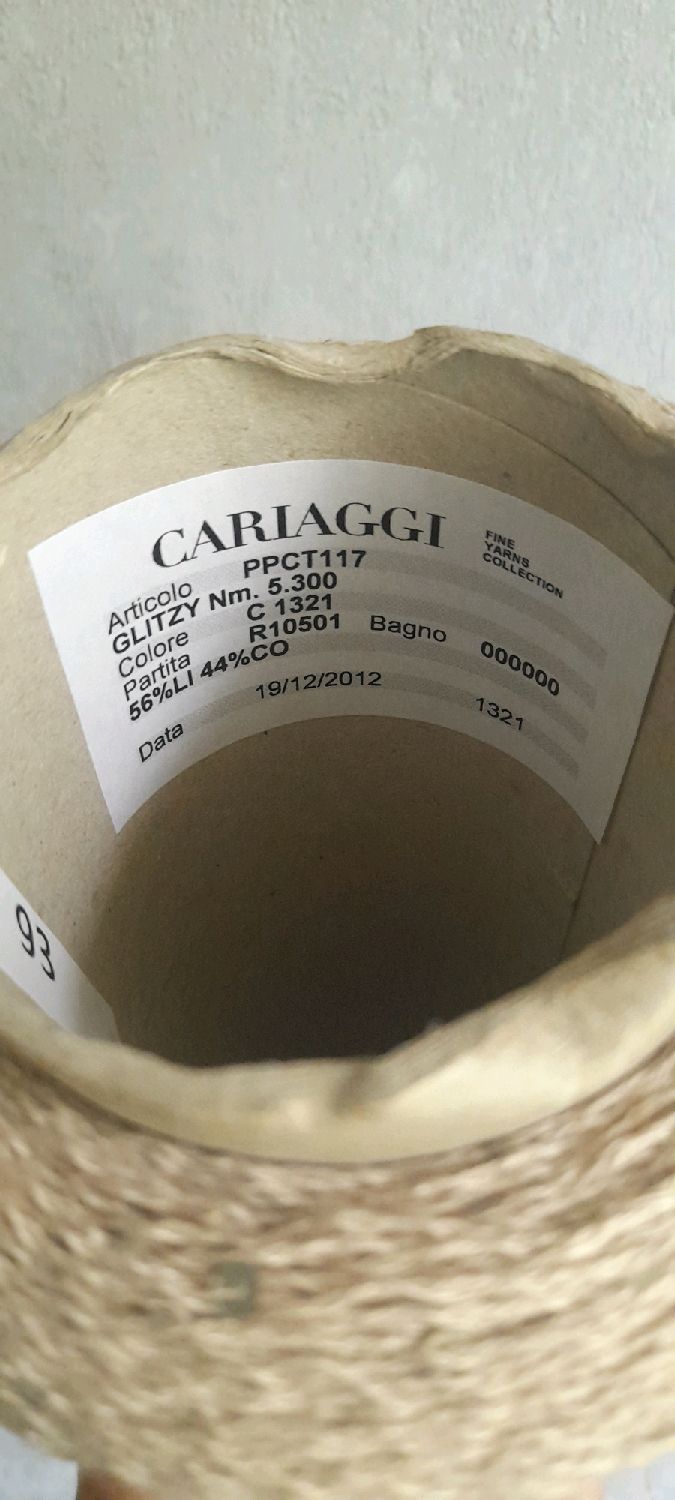 CARIAGGI
FINE
YARNS
COLLECTION
Articolo PPCT117
GLITZY Nm. 5.300
Colore C 1321
Partita R10501 Bagno 000000
56%LI 44%CO
Data 19/12/2012 1321
93